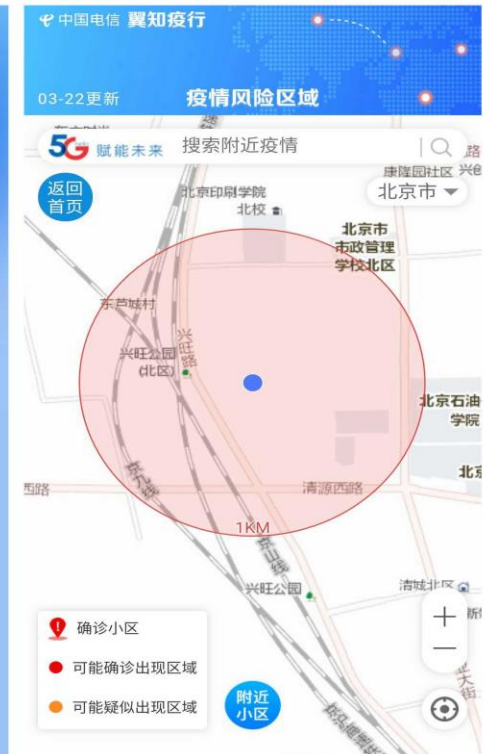 中国电信 翼知疫行
03-22更新
疫情风险区域
5G 赋能未来 搜索附近疫情
路
康隆园社区
兴创
返回
首页
北京市
北京印刷学院
北校
北京市
市政管理
学校北区
东芦城村
兴旺路
兴旺公园
(北区)
北京石油
学院
京九线
西路
清源西路
1KM
京山线
兴旺公园
清城北区
确诊小区
可能确诊出现区域
可能疑似出现区域
附近
小区
大街